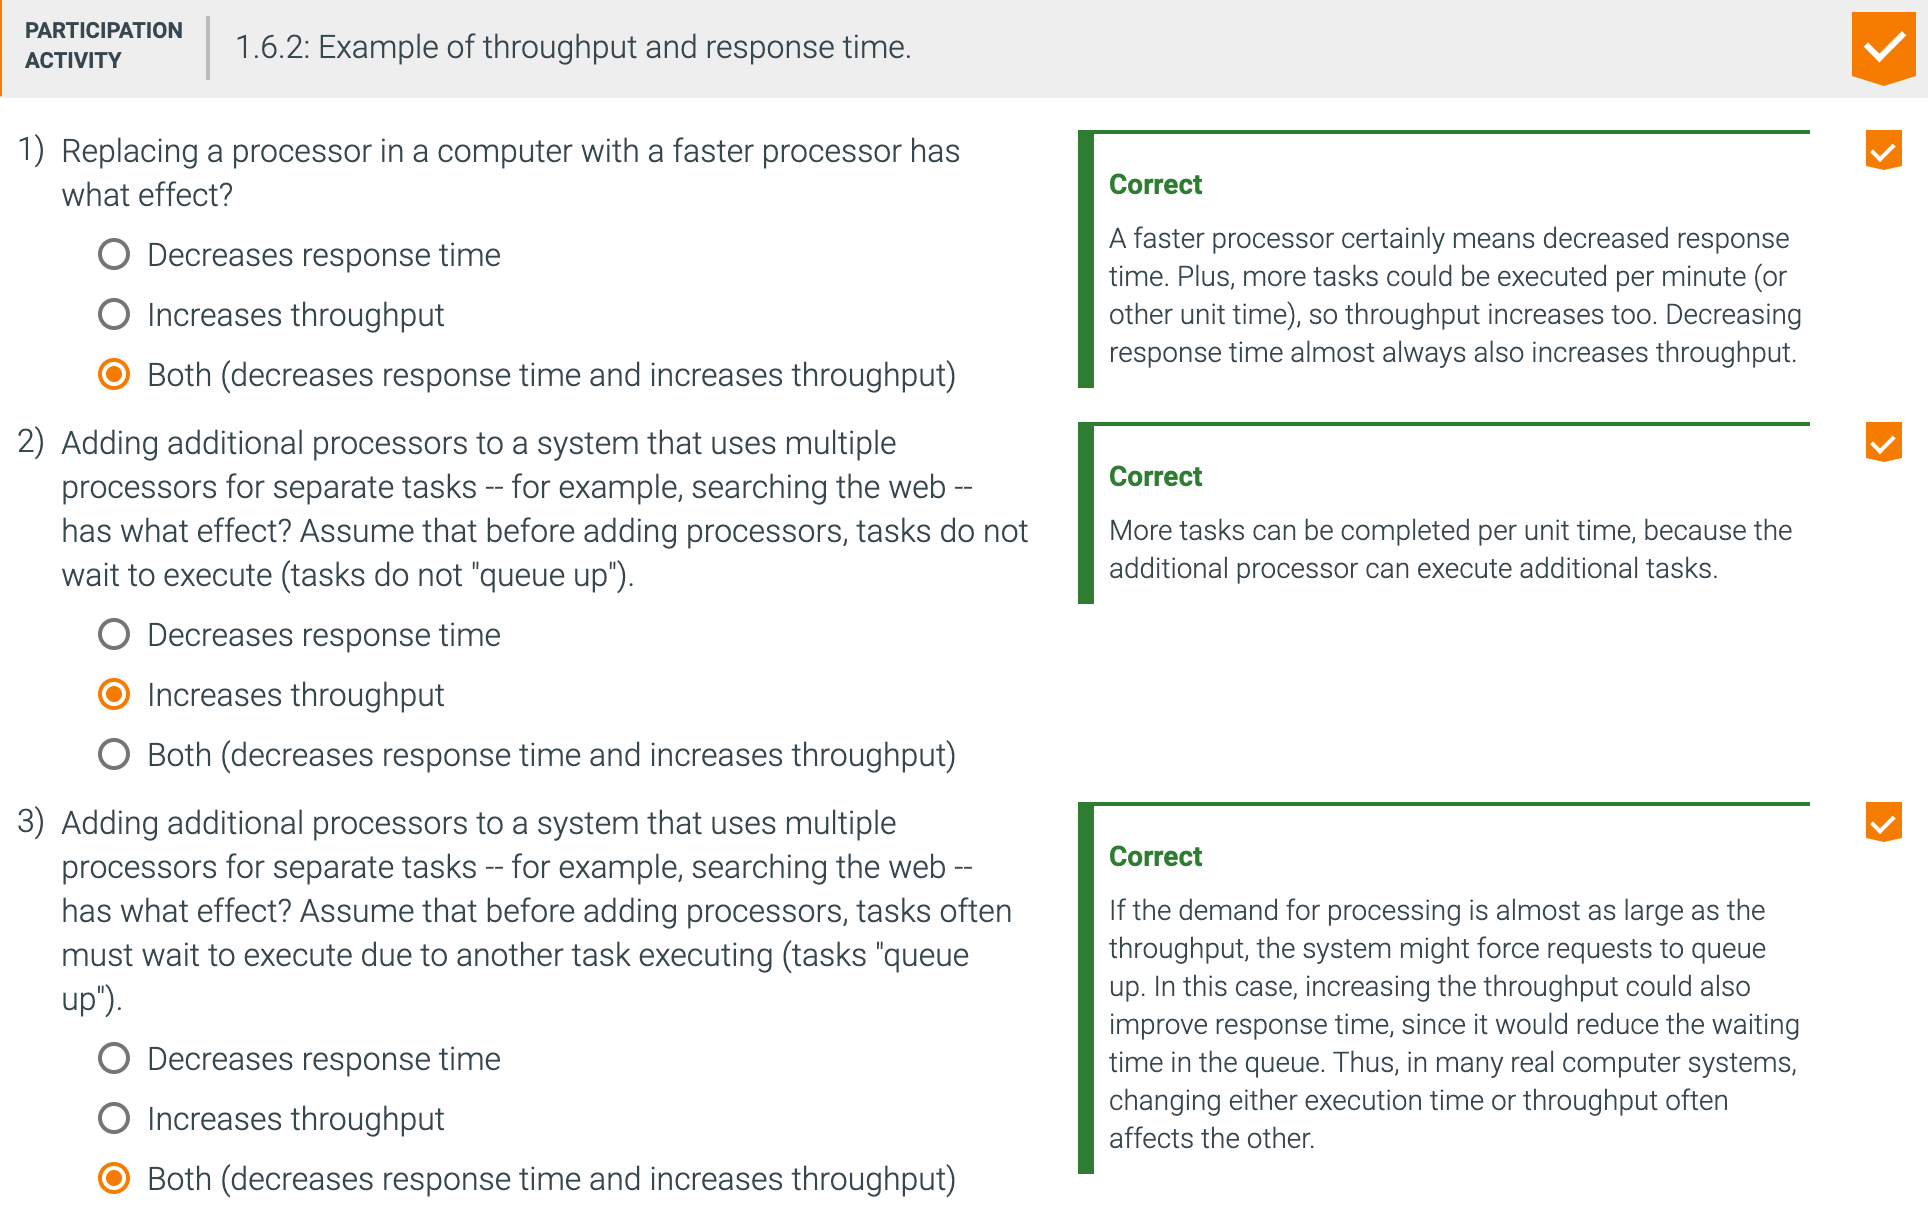 PARTICIPATION
ACTIVITY
1.6.2: Example of throughput and response time.
1) Replacing a processor in a computer with a faster processor has
what effect?
Decreases response time
Increases throughput
Both (decreases response time and increases throughput)
Correct
A faster processor certainly means decreased response
time. Plus, more tasks could be executed per minute (or
other unit time), so throughput increases too. Decreasing
response time almost always also increases throughput.
2) Adding additional processors to a system that uses multiple
processors for separate tasks -- for example, searching the web --
has what effect? Assume that before adding processors, tasks do not
wait to execute (tasks do not "queue up").
Decreases response time
Increases throughput
Both (decreases response time and increases throughput)
Correct
More tasks can be completed per unit time, because the
additional processor can execute additional tasks.
3) Adding additional processors to a system that uses multiple
processors for separate tasks -- for example, searching the web --
has what effect? Assume that before adding processors, tasks often
must wait to execute due to another task executing (tasks "queue
up").
Decreases response time
Increases throughput
Both (decreases response time and increases throughput)
Correct
If the demand for processing is almost as large as the
throughput, the system might force requests to queue
up. In this case, increasing the throughput could also
improve response time, since it would reduce the waiting
time in the queue. Thus, in many real computer systems,
changing either execution time or throughput often
affects the other.